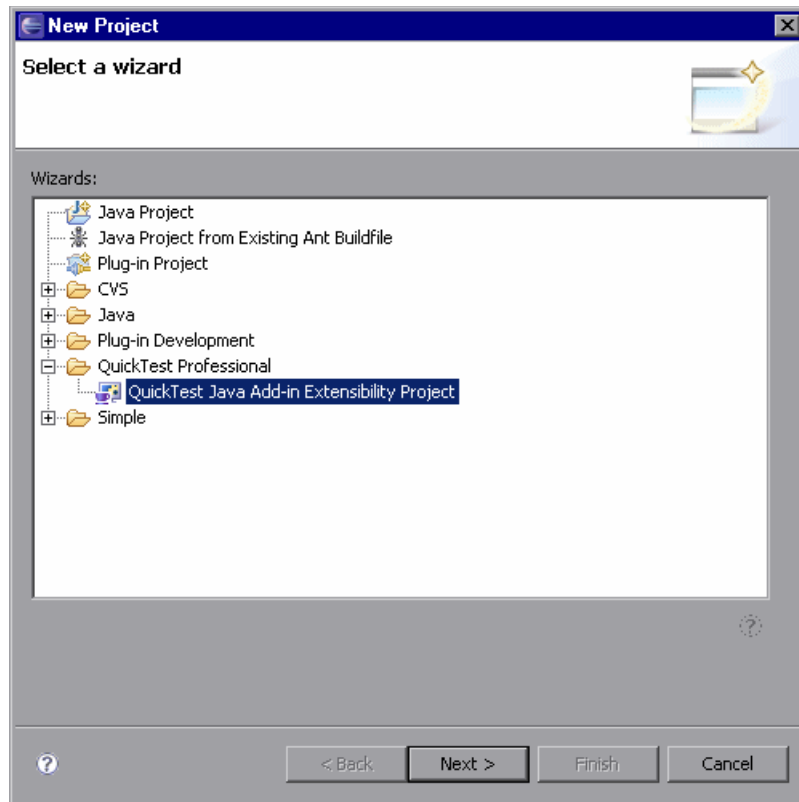 New Project
Select a wizard
Wizards:
Java Project
Java Project from Existing Ant Buildfile
Plug-in Project
CVS
Java
Plug-in Development
QuickTest Professional
QuickTest Java Add-in Extensibility Project
Simple
< Back
Next >
Finish
Cancel